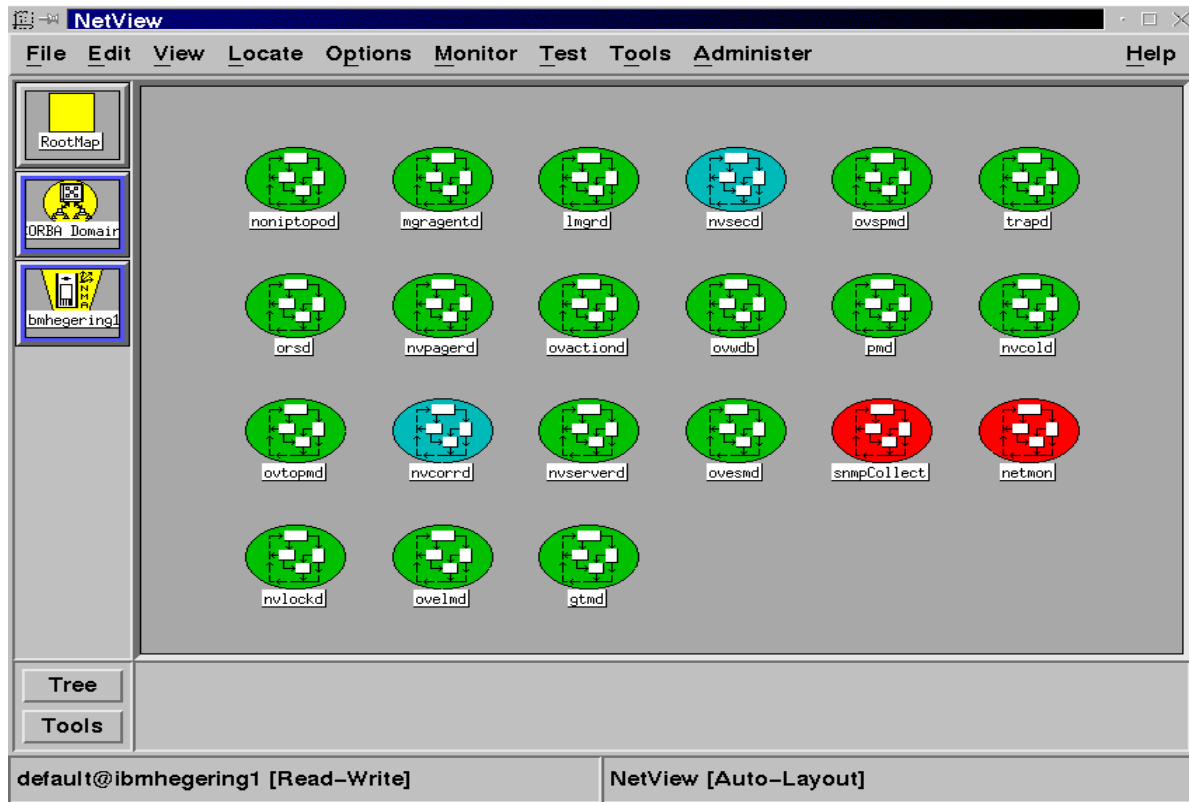 NetView
File Edit View Locate Options Monitor Test Tools Administer Help
RootMap
CORBA Domain
bmhegering1
noniptopod mgragentd lmgrd nvsecd ovspmd trapd
orsd nvpagerd ovactiond ovwdb pmd nvcold
ovtopmd nvcorrd nvserverd ovesmd snmpCollect netmon
nvlockd ovelmd gtmd
Tree
Tools
default@ibmhegering1 [Read-Write] NetView [Auto-Layout]